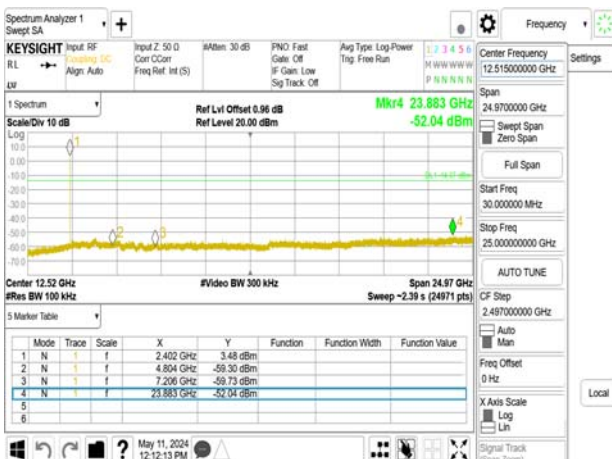 Spectrum Analyzer 1
Swept SA
Frequency
KEYSIGHT
RL
Input: RF
Coupling: DC
Align: Auto
Input Z: 50 Ω
Corr CCorr
Freq Ref: Int (S)
#Atten: 30 dB
PNO: Fast
Gate: Off
IF Gain: Low
Sig Track: Off
Avg Type: Log-Power
Trig: Free Run
1 2 3 4 5 6
M W W W W W
P N N N N N
1 Spectrum
Scale/Div 10 dB
Log
Ref Lvl Offset 0.96 dB
Ref Level 20.00 dBm
Mkr4 23.883 GHz
-52.04 dBm
10.0
0.00
-10.0
-20.0
-30.0
-40.0
-50.0
-60.0
-70.0
1
2
3
4
Center 12.52 GHz
#Res BW 100 kHz
#Video BW 300 kHz
Span 24.97 GHz
Sweep ~2.39 s (24971 pts)
5 Marker Table
Mode Trace Scale X Y Function Function Width Function Value
1 N 1 f 2.402 GHz 3.48 dBm
2 N 1 f 4.804 GHz -59.30 dBm
3 N 1 f 7.206 GHz -59.73 dBm
4 N 1 f 23.883 GHz -52.04 dBm
5
6
May 11, 2024
12:12:13 PM
Center Frequency
12.515000000 GHz
Span
24.9700000 GHz
Swept Span
Zero Span
Full Span
Start Freq
30.000000 MHz
Stop Freq
25.000000000 GHz
AUTO TUNE
CF Step
2.497000000 GHz
Auto
Man
Freq Offset
0 Hz
X Axis Scale
Log
Lin
Signal Track
Settings
Local